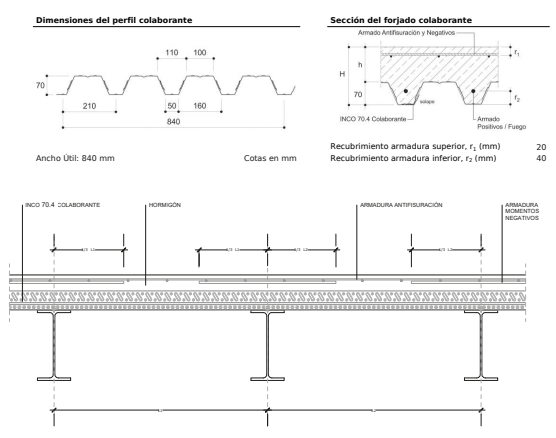 Dimensiones del perfil colaborante
110 100
70
210 50 160
840
Ancho Útil: 840 mm Cotas en mm
Sección del forjado colaborante
Armado Antifisuración y Negativos
H h r1
70 r2
solape
INCO 70.4 Colaborante Armado
Positivos / Fuego
Recubrimiento armadura superior, r1 (mm) 20
Recubrimiento armadura inferior, r2 (mm) 40
INCO 70.4 COLABORANTE
HORMIGÓN
ARMADURA ANTIFISURACIÓN
ARMADURA
MOMENTOS
NEGATIVOS